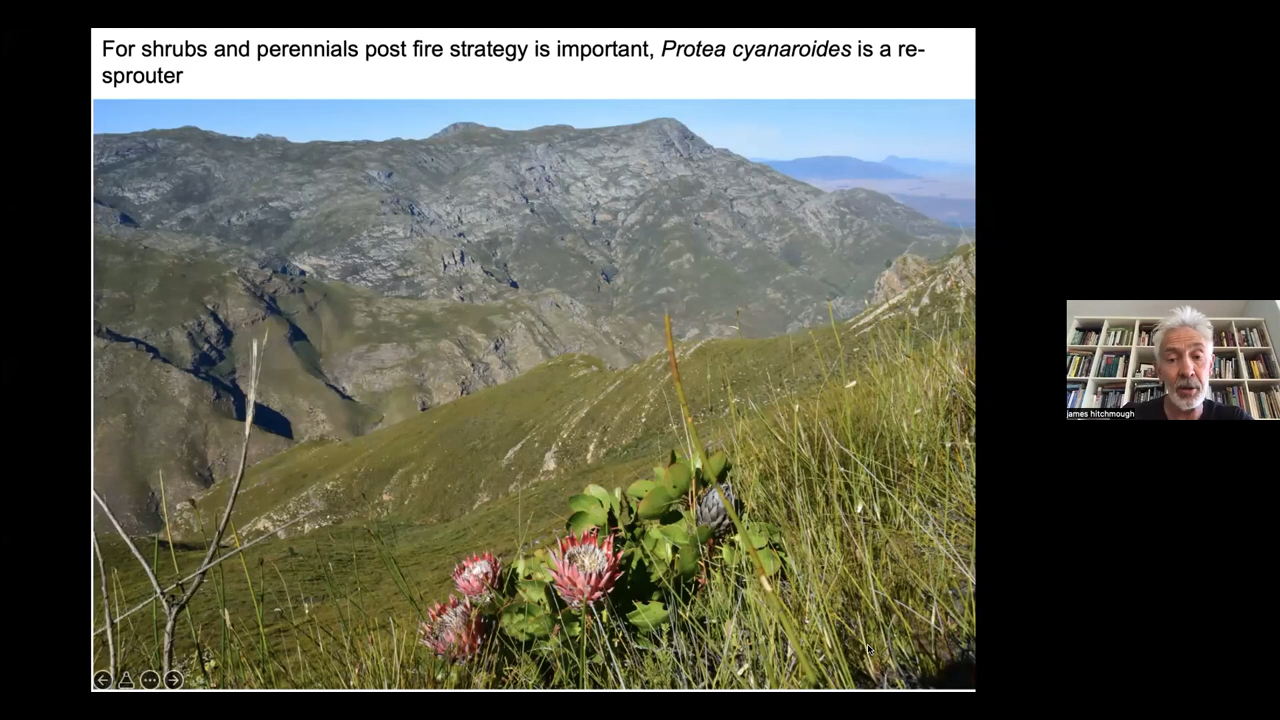 For shrubs and perennials post fire strategy is important, Protea cyanaroides is a re-
sprouter
james hitchmough